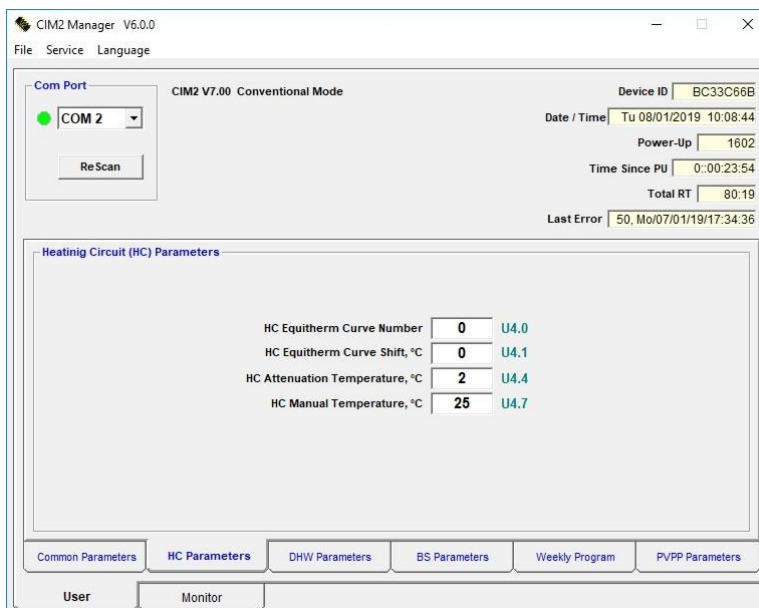 CIM2 Manager V6.0.0
File Service Language
Com Port
COM 2
ReScan
CIM2 V7.00 Conventional Mode
Device ID BC33C66B
Date / Time Tu 08/01/2019 10:08:44
Power-Up 1602
Time Since PU 0::00:23:54
Total RT 80:19
Last Error 50, Mo/07/01/19/17:34:36
Heatinig Circuit (HC) Parameters
HC Equitherm Curve Number 0 U4.0
HC Equitherm Curve Shift, °C 0 U4.1
HC Attenuation Temperature, °C 2 U4.4
HC Manual Temperature, °C 25 U4.7
Common Parameters HC Parameters DHW Parameters BS Parameters Weekly Program PVPP Parameters
User Monitor